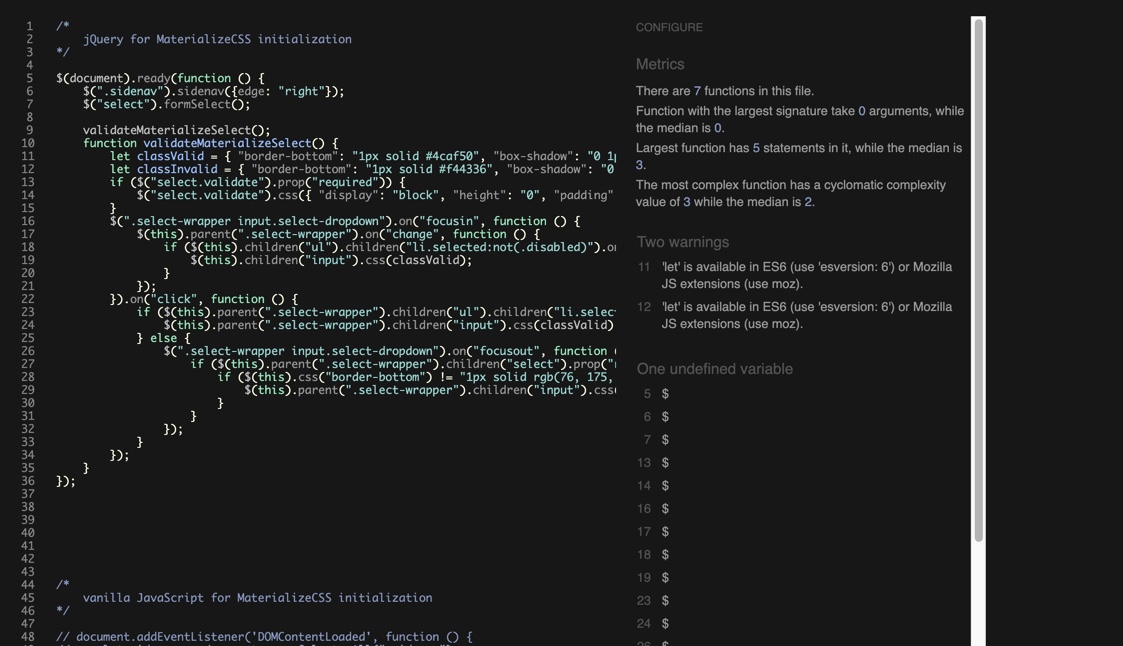 1 /*
2 jQuery for MaterializeCSS initialization
3 */
4
5 $(document).ready(function () {
6 $(".sidenav").sidenav({edge: "right"});
7 $("select").formSelect();
8
9 validateMaterializeSelect();
10 function validateMaterializeSelect() {
11 let classValid = { "border-bottom": "1px solid #4caf50", "box-shadow": "0 1p
12 let classInvalid = { "border-bottom": "1px solid #f44336", "box-shadow": "0
13 if ($("select.validate").prop("required")) {
14 $("select.validate").css({ "display": "block", "height": "0", "padding"
15 }
16 $(".select-wrapper input.select-dropdown").on("focusin", function () {
17 $(this).parent(".select-wrapper").on("change", function () {
18 if ($(this).children("ul").children("li.selected:not(.disabled)").on
19 $(this).children("input").css(classValid);
20 }
21 });
22 }).on("click", function () {
23 if ($(this).parent(".select-wrapper").children("ul").children("li.selec
24 $(this).parent(".select-wrapper").children("input").css(classValid)
25 } else {
26 $(".select-wrapper input.select-dropdown").on("focusout", function (
27 if ($(this).parent(".select-wrapper").children("select").prop("r
28 if ($(this).css("border-bottom") != "1px solid rgb(76, 175,
29 $(this).parent(".select-wrapper").children("input").css(
30 }
31 }
32 });
33 }
34 });
35 }
36 });
37
38
39
40
41
42
43
44 /*
45 vanilla JavaScript for MaterializeCSS initialization
46 */
47
48 // document.addEventListener('DOMContentLoaded', function () {
CONFIGURE
Metrics
There are 7 functions in this file.
Function with the largest signature take 0 arguments, while
the median is 0.
Largest function has 5 statements in it, while the median is
3.
The most complex function has a cyclomatic complexity
value of 3 while the median is 2.
Two warnings
11 'let' is available in ES6 (use 'esversion: 6') or Mozilla
JS extensions (use moz).
12 'let' is available in ES6 (use 'esversion: 6') or Mozilla
JS extensions (use moz).
One undefined variable
5 $
6 $
7 $
13 $
14 $
16 $
17 $
18 $
19 $
23 $
24 $